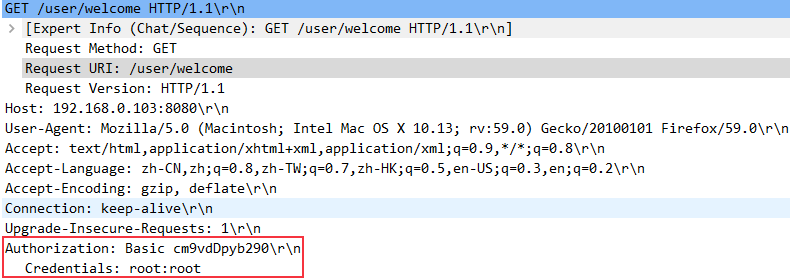 GET /user/welcome HTTP/1.1\r\n
[Expert Info (Chat/Sequence): GET /user/welcome HTTP/1.1\r\n]
Request Method: GET
Request URI: /user/welcome
Request Version: HTTP/1.1
Host: 192.168.0.103:8080\r\n
User-Agent: Mozilla/5.0 (Macintosh; Intel Mac OS X 10.13; rv:59.0) Gecko/20100101 Firefox/59.0\r\n
Accept: text/html,application/xhtml+xml,application/xml;q=0.9,*/*;q=0.8\r\n
Accept-Language: zh-CN,zh;q=0.8,zh-TW;q=0.7,zh-HK;q=0.5,en-US;q=0.3,en;q=0.2\r\n
Accept-Encoding: gzip, deflate\r\n
Connection: keep-alive\r\n
Upgrade-Insecure-Requests: 1\r\n
Authorization: Basic cm9vdDpyb290\r\n
Credentials: root:root